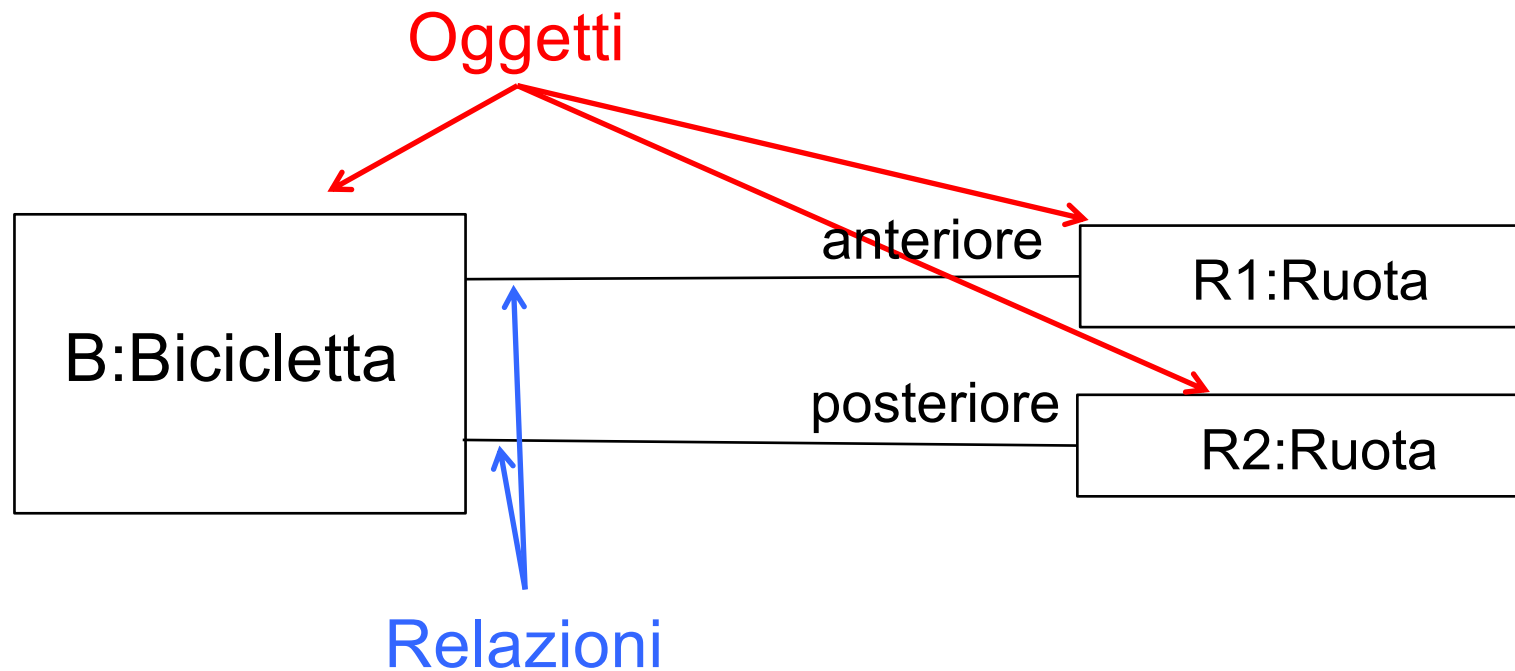 Oggetti
anteriore
R1:Ruota
B:Bicicletta
posteriore
R2:Ruota
Relazioni